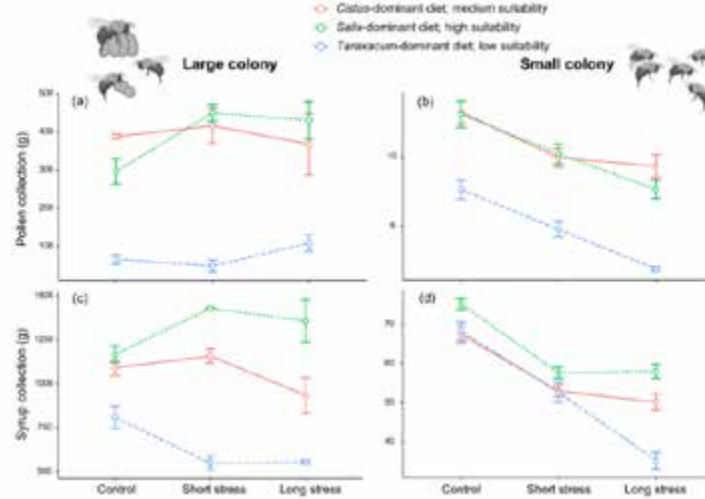 Cistus-dominant diet; medium suitability
Salix-dominant diet; high suitability
Taraxacum-dominant diet; low suitability
Large colony
Small colony
(a)
(b)
Pollen collection (g)
500
400
300
200
100
(c)
(d)
Syrup collection (g)
1500
1250
1000
750
500
70
60
50
40
Control
Short stress
Long stress
Control
Short stress
Long stress